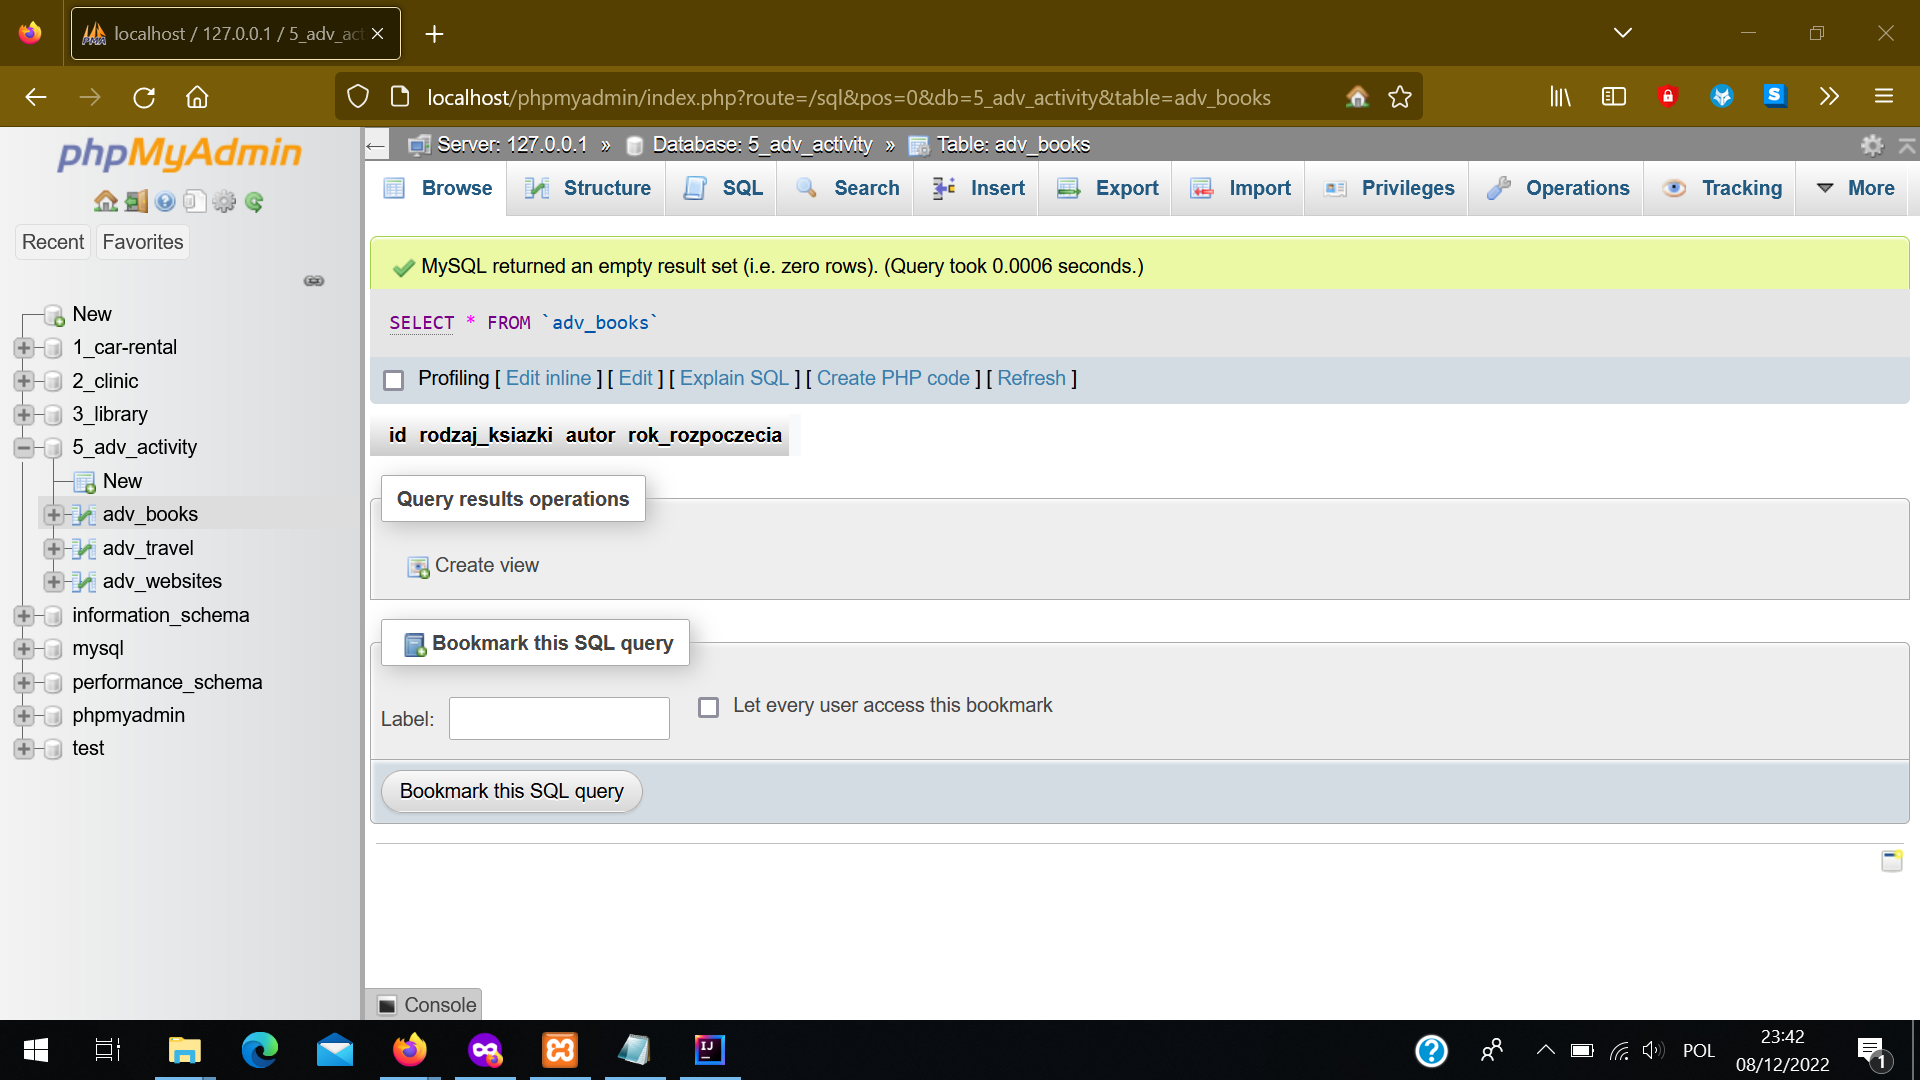 localhost / 127.0.0.1 / 5_adv_act
localhost/phpmyadmin/index.php?route=/sql&pos=0&db=5_adv_activity&table=adv_books
phpMyAdmin
Recent Favorites
New
1_car-rental
2_clinic
3_library
5_adv_activity
New
adv_books
adv_travel
adv_websites
information_schema
mysql
performance_schema
phpmyadmin
test
Server: 127.0.0.1 » Database: 5_adv_activity » Table: adv_books
Browse Structure SQL Search Insert Export Import Privileges Operations Tracking More
MySQL returned an empty result set (i.e. zero rows). (Query took 0.0006 seconds.)
SELECT * FROM `adv_books`
Profiling [ Edit inline ] [ Edit ] [ Explain SQL ] [ Create PHP code ] [ Refresh ]
id rodzaj_ksiazki autor rok_rozpoczecia
Query results operations
Create view
Bookmark this SQL query
Label: Let every user access this bookmark
Bookmark this SQL query
Console
POL
23:42
08/12/2022
1